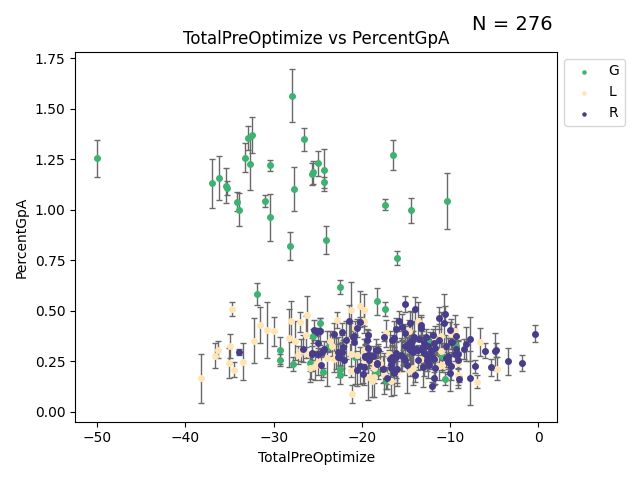 N = 276
TotalPreOptimize vs PercentGpA
G
L
R
PercentGpA
1.75
1.50
1.25
1.00
0.75
0.50
0.25
0.00
−50
−40
−30
−20
−10
0
TotalPreOptimize